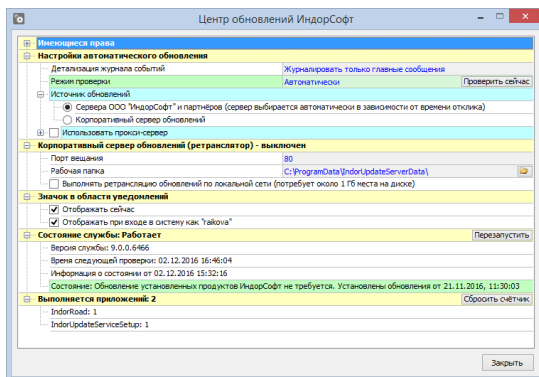 Центр обновлений ИндорСофт
Имеющиеся права
Настройки автоматического обновления
Детализация журнала событий Журналировать только главные сообщения
Режим проверки Автоматически Проверить сейчас
Источник обновлений
Сервера ООО "ИндорСофт" и партнёров (сервер выбирается автоматически в зависимости от времени отклика)
Корпоративный сервер обновлений
Использовать прокси-сервер
Корпоративный сервер обновлений (ретранслятор) - выключен
Порт вещания 80
Рабочая папка C:\ProgramData\IndorUpdateServerData\
Выполнять ретрансляцию обновлений по локальной сети (потребует около 1 Гб места на диске)
Значок в области уведомлений
Отображать сейчас
Отображать при входе в систему как "raikova"
Состояние службы: Работает Перезапустить
Версия службы: 9.0.0.6466
Время следующей проверки: 02.12.2016 16:46:04
Информация о состоянии от 02.12.2016 15:32:16
Состояние: Обновление установленных продуктов ИндорСофт не требуется. Установлены обновления от 21.11.2016, 11:30:03
Выполняется приложений: 2 Сбросить счётчик
IndorRoad: 1
IndorUpdateServiceSetup: 1
Закрыть